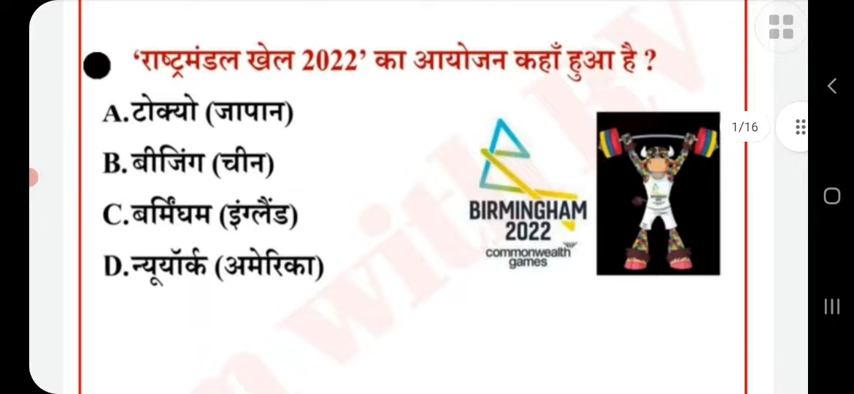 ‘राष्ट्रमंडल खेल 2022’ का आयोजन कहाँ हुआ है ?
A.टोक्यो (जापान)
B.बीजिंग (चीन)
C.बर्मिंघम (इंग्लैंड)
D.न्यूयॉर्क (अमेरिका)
BIRMINGHAM
2022
commonwealth
games
1/16